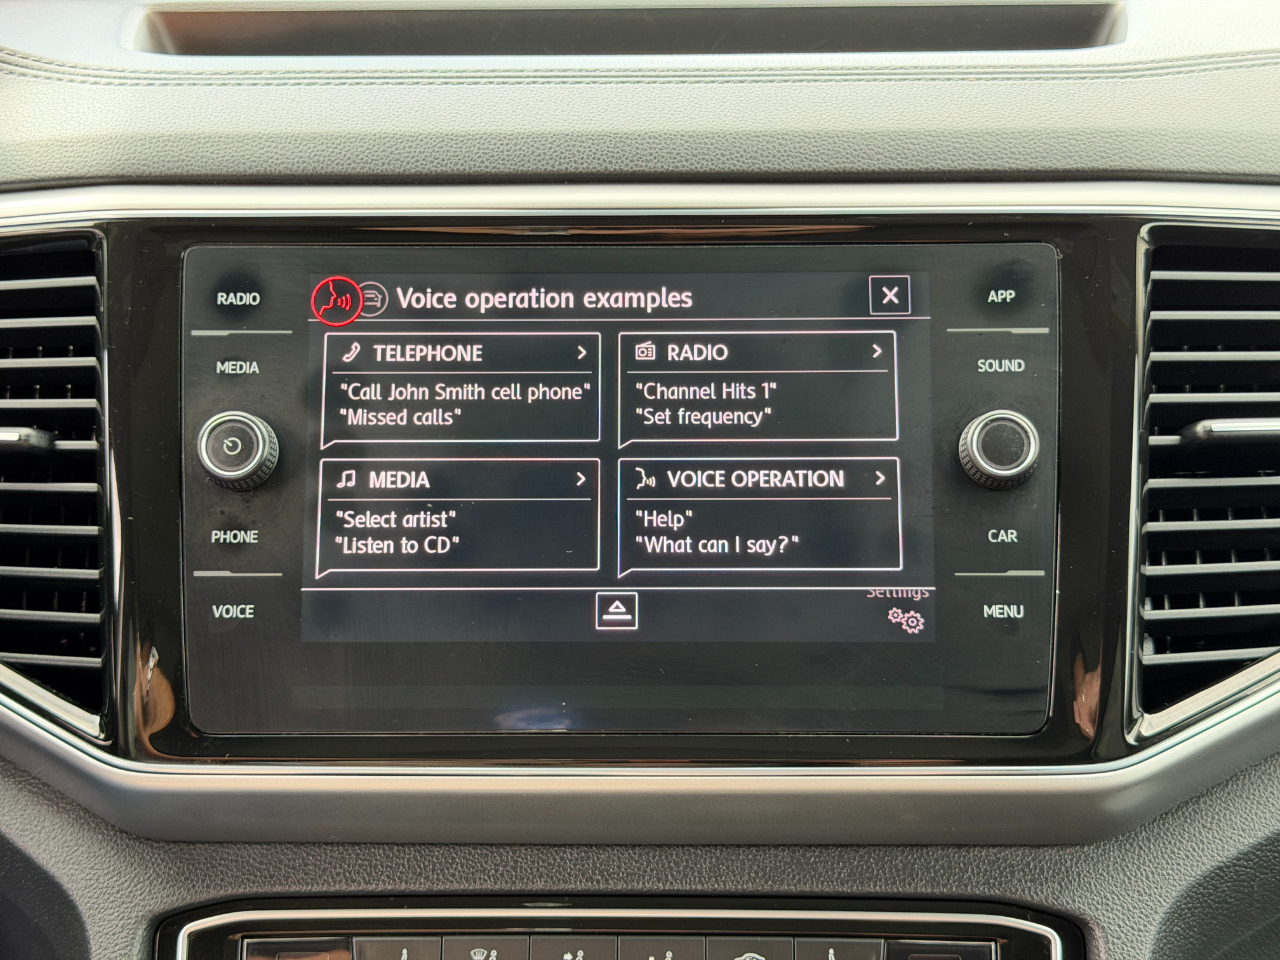 RADIO
MEDIA
PHONE
VOICE
Voice operation examples
TELEPHONE
"Call John Smith cell phone"
"Missed calls"
RADIO
"Channel Hits 1"
"Set frequency"
MEDIA
"Select artist"
"Listen to CD"
VOICE OPERATION
"Help"
"What can I say?"
Settings
APP
SOUND
CAR
MENU